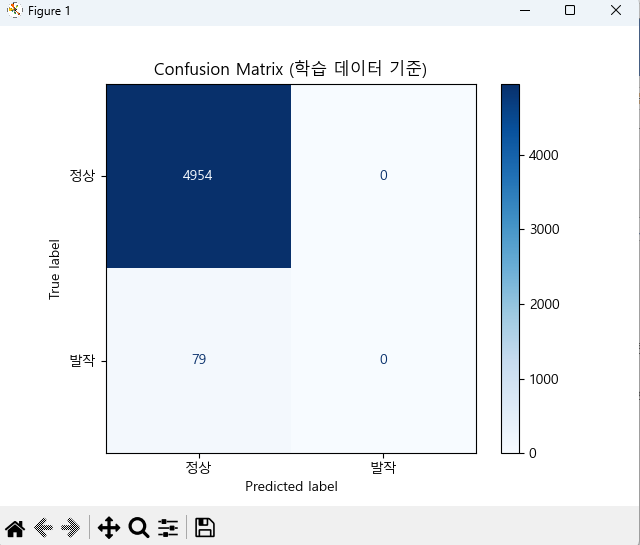 Figure 1
Confusion Matrix (학습 데이터 기준)
정상
4954
0
발작
79
0
True label
정상
발작
Predicted label
4000
3000
2000
1000
0